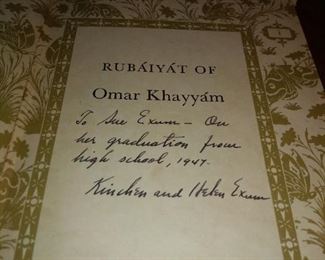 RUBÁIYÁT OF
Omar Khayyám
To Sue Exum — On
her graduation from
high school, 1947.
Kinchen and Helen Exum